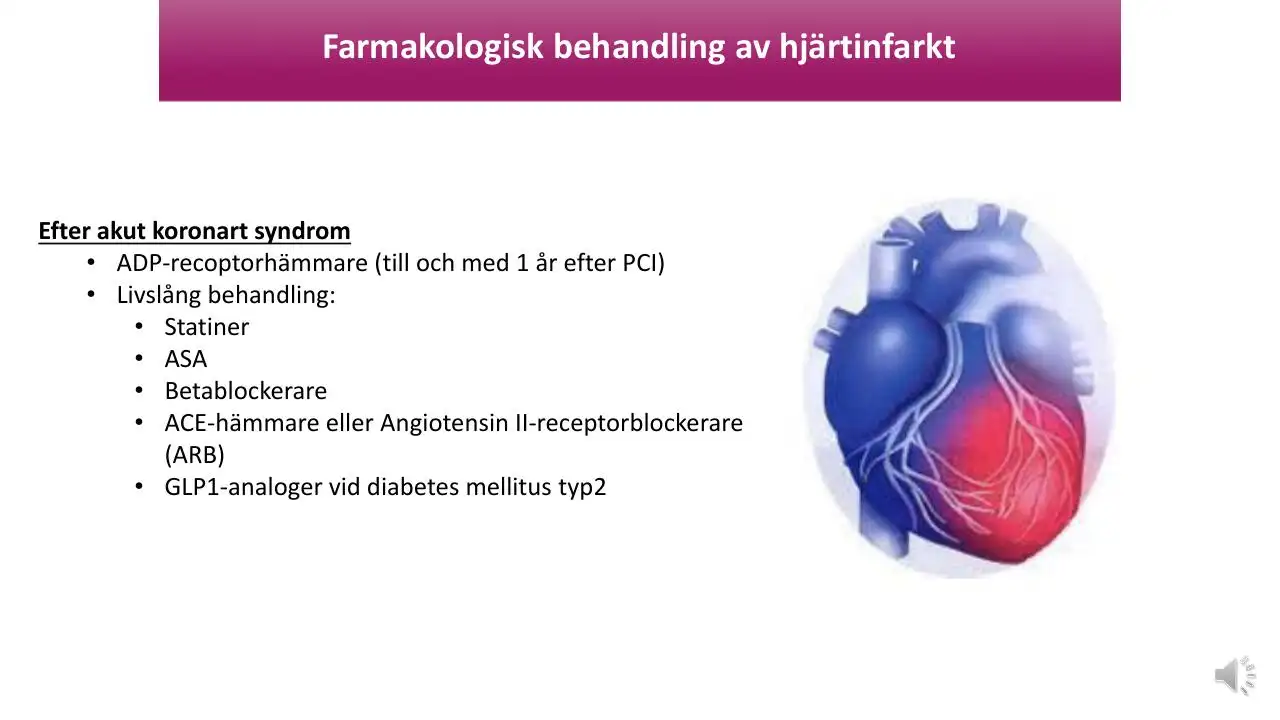 Farmakologisk behandling av hjärtinfarkt
Efter akut koronart syndrom
• ADP-recoptorhämmare (till och med 1 år efter PCI)
• Livslång behandling:
• Statiner
• ASA
• Betablockerare
• ACE-hämmare eller Angiotensin II-receptorblockerare
(ARB)
• GLP1-analoger vid diabetes mellitus typ2